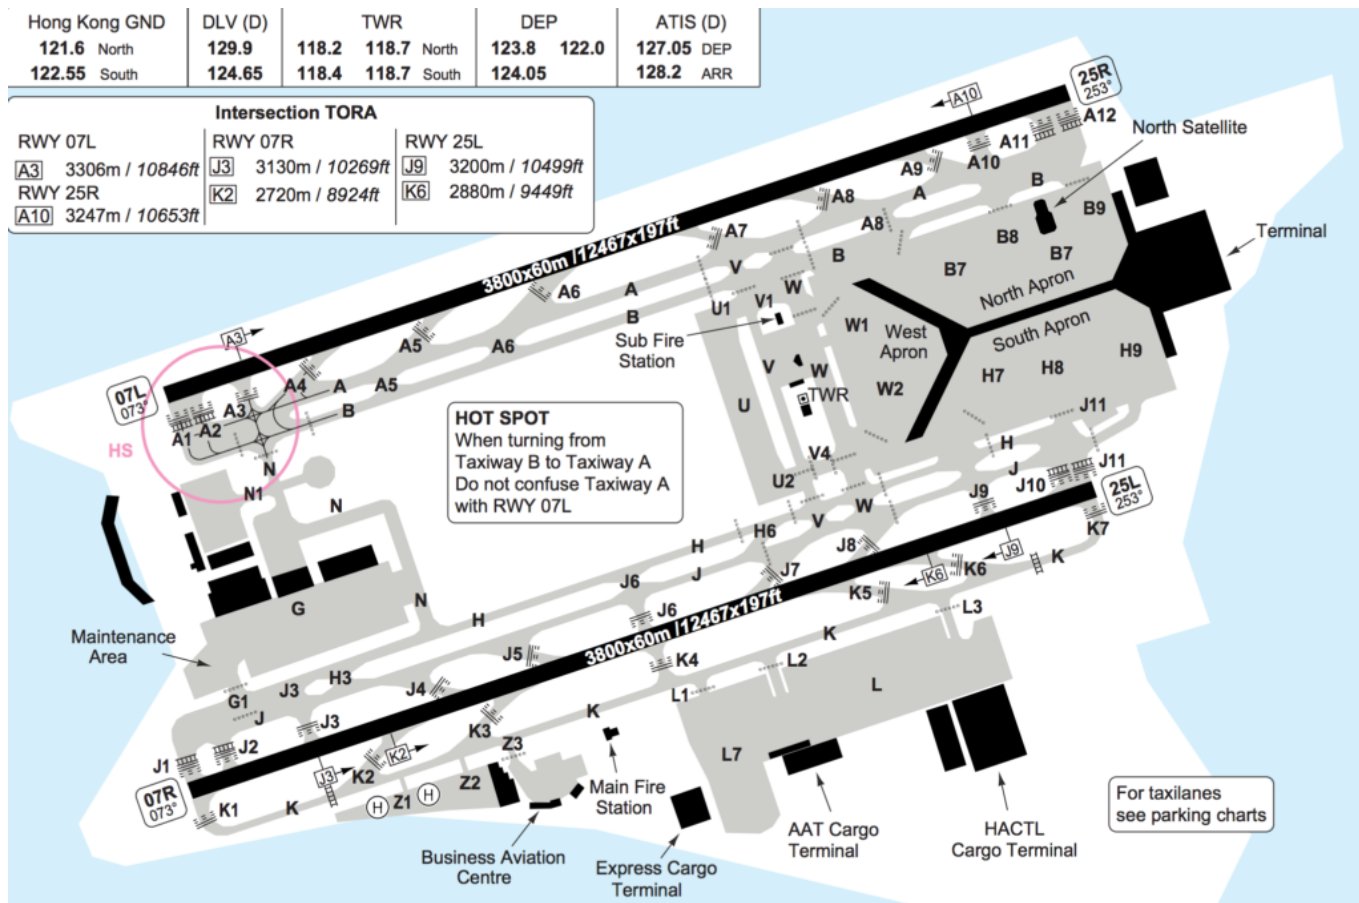 Hong Kong GND
121.6 North
122.55 South
DLV (D)
129.9
124.65
TWR
118.2 118.7 North
118.4 118.7 South
DEP
123.8 122.0
124.05
ATIS (D)
127.05 DEP
128.2 ARR
Intersection TORA
RWY 07L
A3 3306m / 10846ft
RWY 25R
A10 3247m / 10653ft
RWY 07R
J3 3130m / 10269ft
K2 2720m / 8924ft
RWY 25L
J9 3200m / 10499ft
K6 2880m / 9449ft
25R
253°
A10
A12
A11
A10
North Satellite
A9
A
B
A8
A8
B9
B8
B7
B7
Terminal
A7
B
V
W
3800x60m /12467x197ft
A6
A
B
U1
V1
North Apron
South Apron
Sub Fire
Station
W1
West
Apron
A3
A5
A6
H9
H8
H7
V
W
W2
TWR
07L
073°
A4
A
A5
B
A3
A1
A2
HS
U
J11
HOT SPOT
When turning from
Taxiway B to Taxiway A
Do not confuse Taxiway A
with RWY 07L
H
J
V4
U2
J11
J10
25L
253°
N
N1
N
J9
V
W
K7
H6
H
J8
J9
K
J
J7
K6
K6
J6
K5
G
N
H
J6
L3
3800x60m /12467x197ft
K
Maintenance
Area
J5
K4
L2
H3
J3
J4
G1
L1
L
J
J3
K
K3
J2
Z3
K2
J1
L7
J3
K2
Z2
07R
073°
K1
K
Z1
H
H
Main Fire
Station
For taxilanes
see parking charts
AAT Cargo
Terminal
HACTL
Cargo Terminal
Business Aviation
Centre
Express Cargo
Terminal